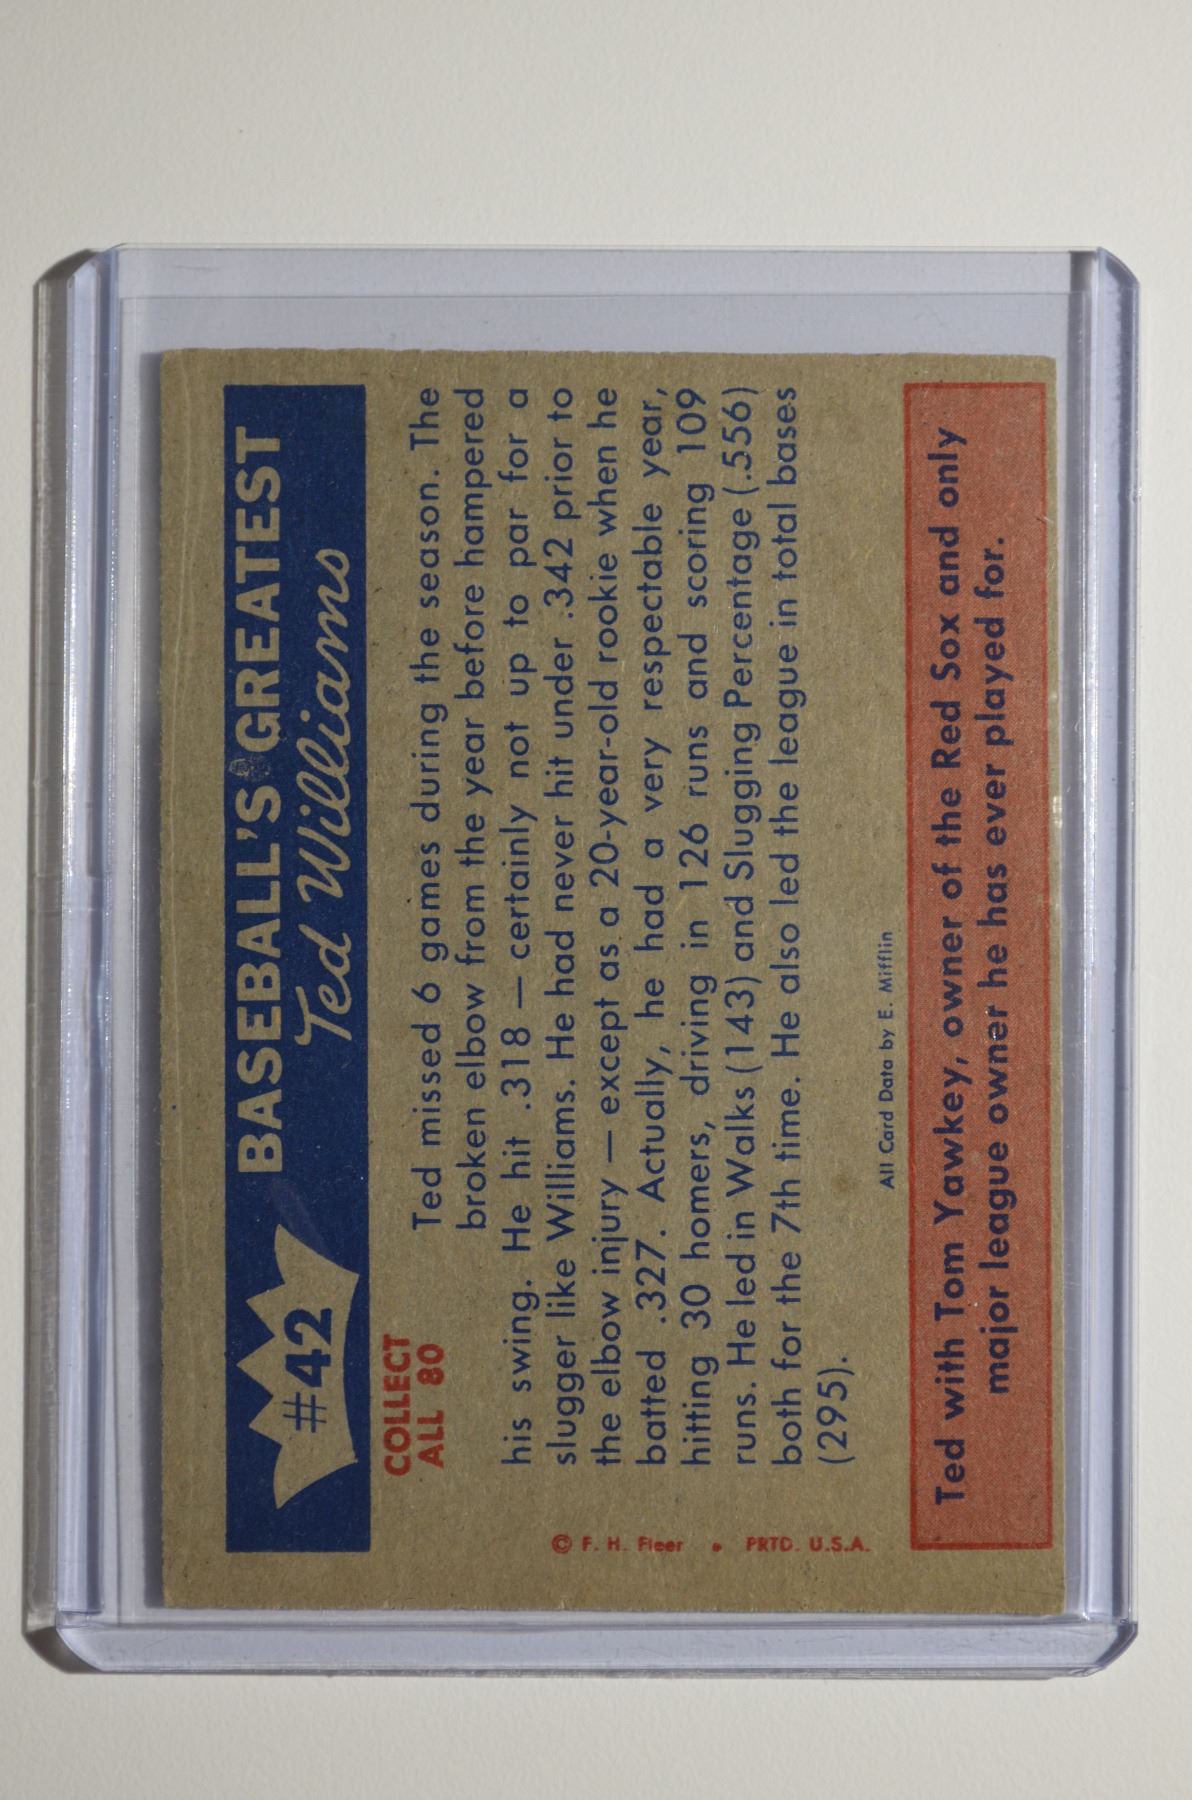 #42
BASEBALL'S GREATEST
Ted Williams
COLLECT
ALL 80
Ted missed 6 games during the season. The
broken elbow from the year before hampered
his swing. He hit .318 — certainly not up to par for a
slugger like Williams. He had never hit under .342 prior to
the elbow injury — except as a 20-year-old rookie when he
batted .327. Actually, he had a very respectable year,
hitting 30 homers, driving in 126 runs and scoring 109
runs. He led in Walks (143) and Slugging Percentage (.556)
both for the 7th time. He also led the league in total bases
(295).
All Card Data by E. Mifflin
© F. H. Fleer • PRTD. U.S.A.
Ted with Tom Yawkey, owner of the Red Sox and only
major league owner he has ever played for.